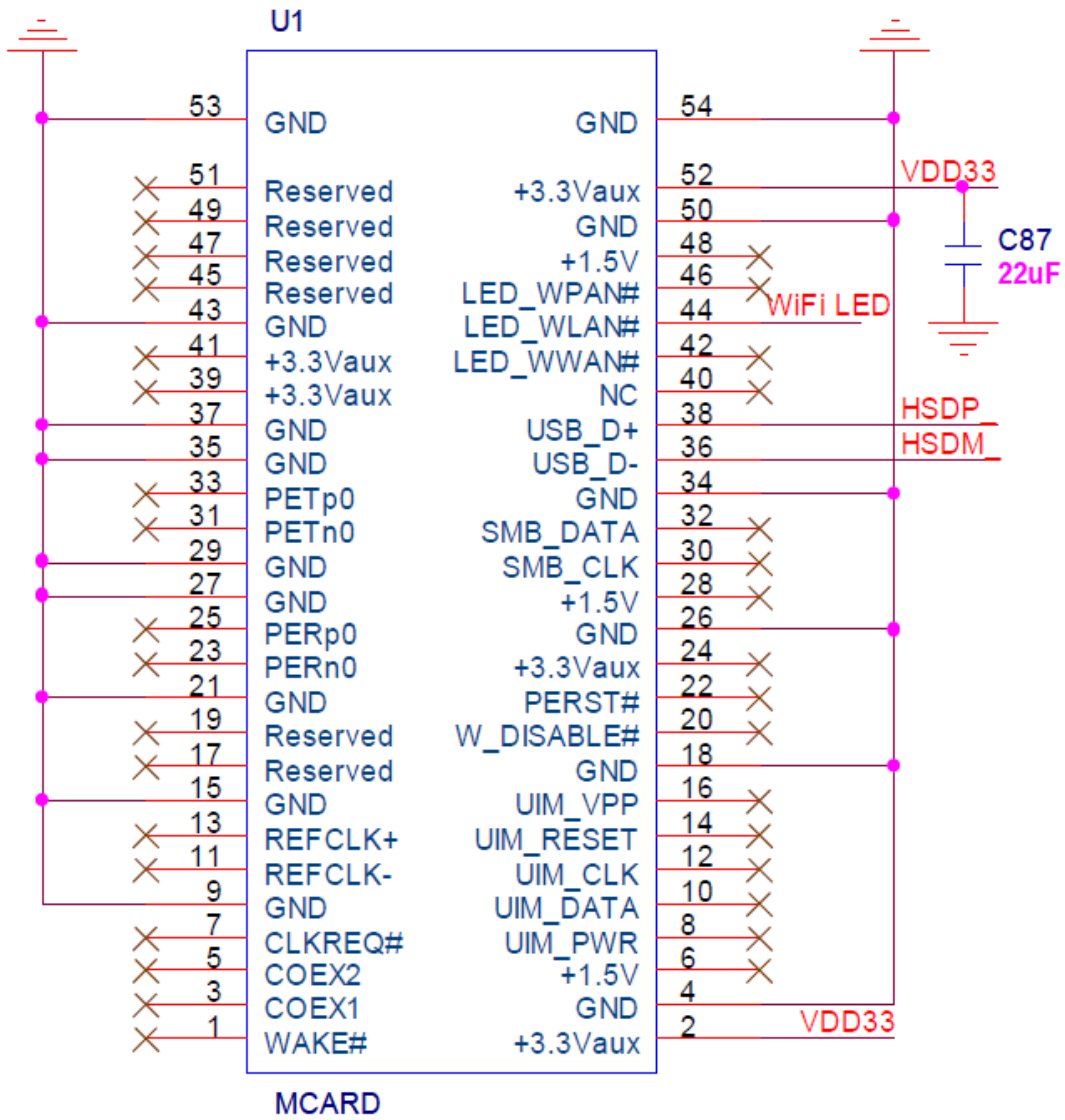 U1
53 GND GND 54
51 Reserved +3.3Vaux 52 VDD33
49 Reserved GND 50
47 Reserved +1.5V 48
45 Reserved LED_WPAN# 46
43 GND LED_WLAN# 44 WiFi LED
41 +3.3Vaux LED_WWAN# 42
39 +3.3Vaux NC 40
37 GND USB_D+ 38 HSDP_
35 GND USB_D- 36 HSDM_
33 PETp0 GND 34
31 PETn0 SMB_DATA 32
29 GND SMB_CLK 30
27 GND +1.5V 28
25 PERp0 GND 26
23 PERn0 +3.3Vaux 24
21 GND PERST# 22
19 Reserved W_DISABLE# 20
17 Reserved GND 18
15 GND UIM_VPP 16
13 REFCLK+ UIM_RESET 14
11 REFCLK- UIM_CLK 12
9 GND UIM_DATA 10
7 CLKREQ# UIM_PWR 8
5 COEX2 +1.5V 6
3 COEX1 GND 4
1 WAKE# +3.3Vaux 2 VDD33
MCARD
C87
22uF